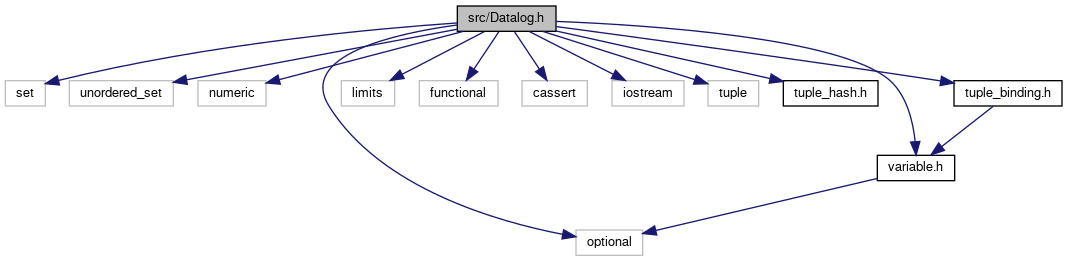 src/Datalog.h
set
unordered_set
numeric
limits
functional
cassert
iostream
tuple
tuple_hash.h
tuple_binding.h
variable.h
optional